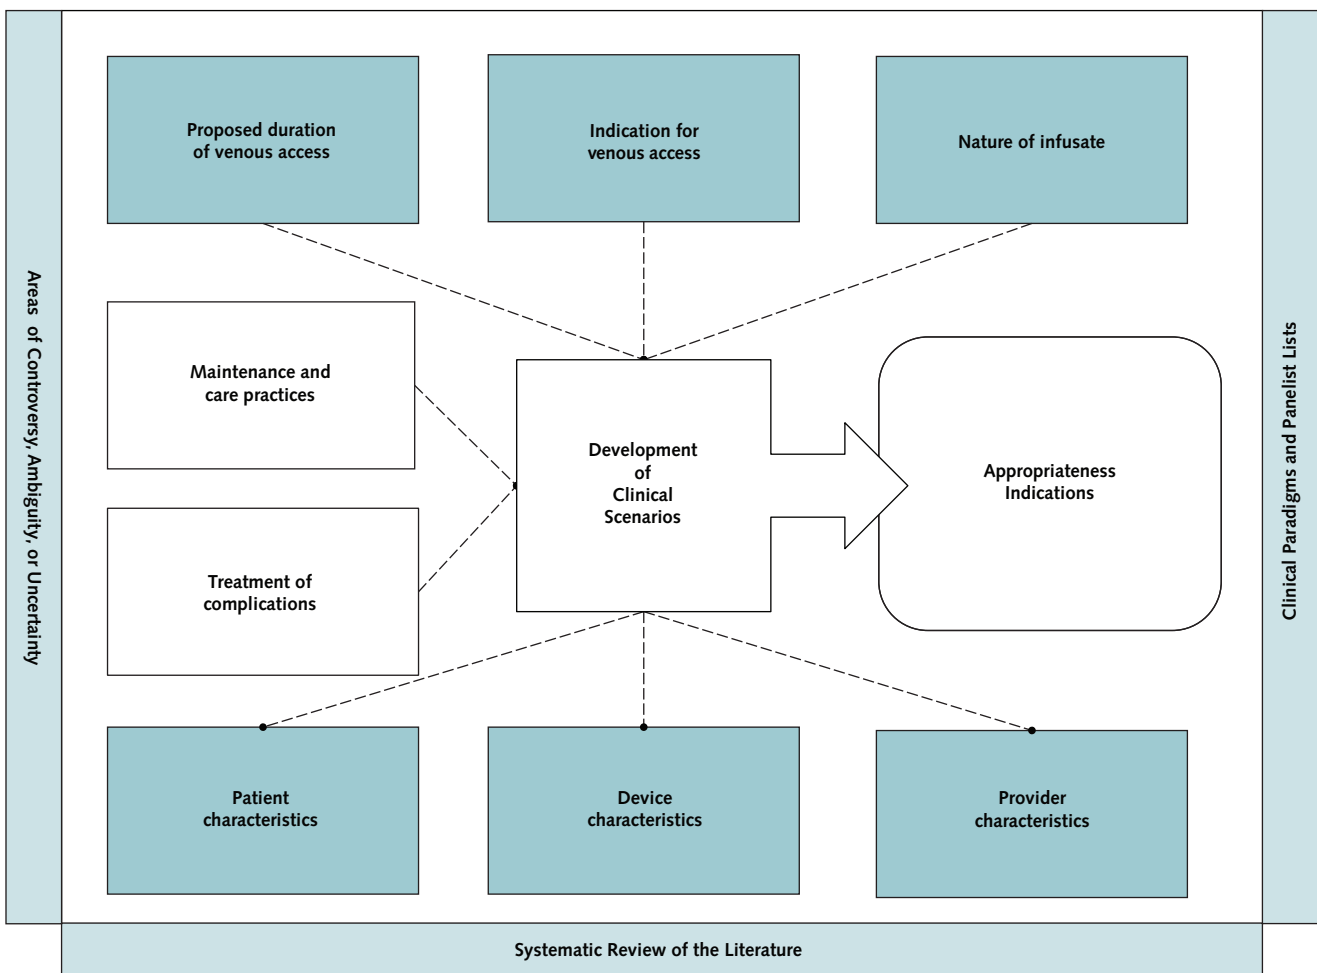 Proposed duration
of venous access
Indication for
venous access
Nature of infusate
Areas of Controversy, Ambiguity, or Uncertainty
Maintenance and
care practices
Development
of
Clinical
Scenarios
Appropriateness
Indications
Clinical Paradigms and Panelist Lists
Treatment of
complications
Patient
characteristics
Device
characteristics
Provider
characteristics
Systematic Review of the Literature